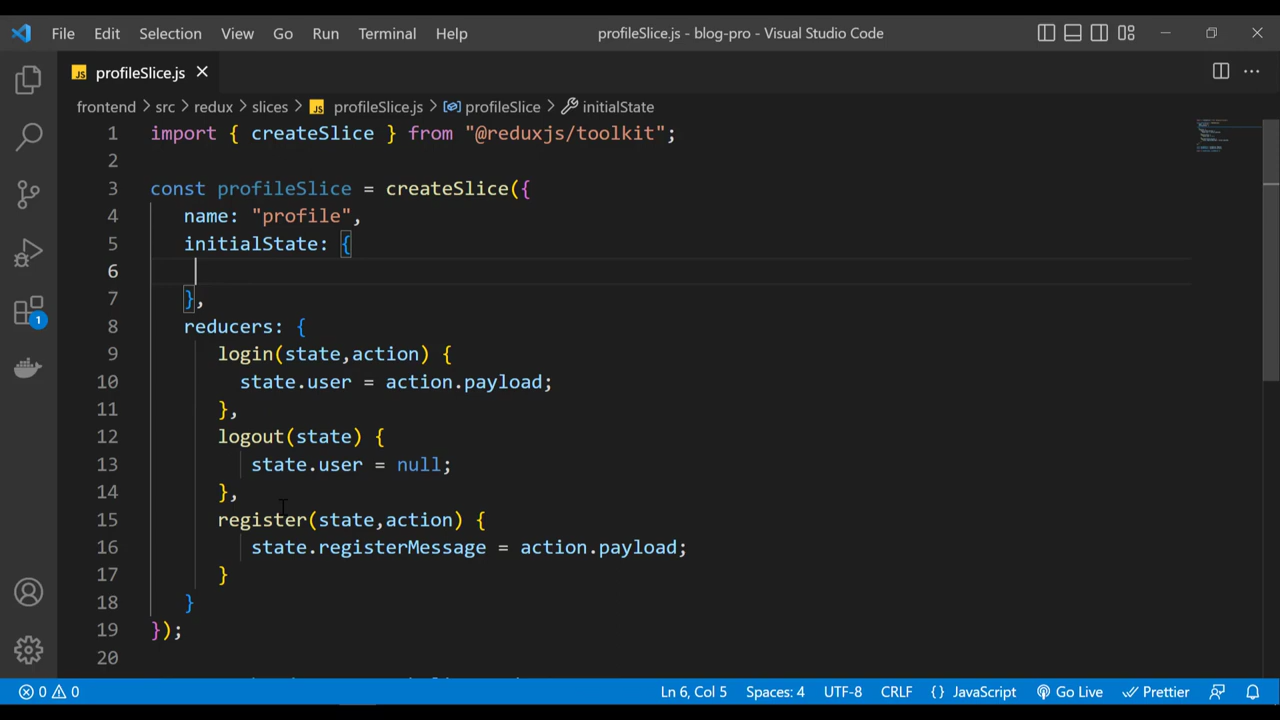 File Edit Selection View Go Run Terminal Help profileSlice.js - blog-pro - Visual Studio Code
JS profileSlice.js
frontend > src > redux > slices > JS profileSlice.js > profileSlice > initialState
1 import { createSlice } from "@reduxjs/toolkit";
2
3 const profileSlice = createSlice({
4 name: "profile",
5 initialState: {
6
7 },
8 reducers: {
9 login(state,action) {
10 state.user = action.payload;
11 },
12 logout(state) {
13 state.user = null;
14 },
15 register(state,action) {
16 state.registerMessage = action.payload;
17 }
18 }
19 });
20
1
0 0 Ln 6, Col 5 Spaces: 4 UTF-8 CRLF {} JavaScript Go Live Prettier